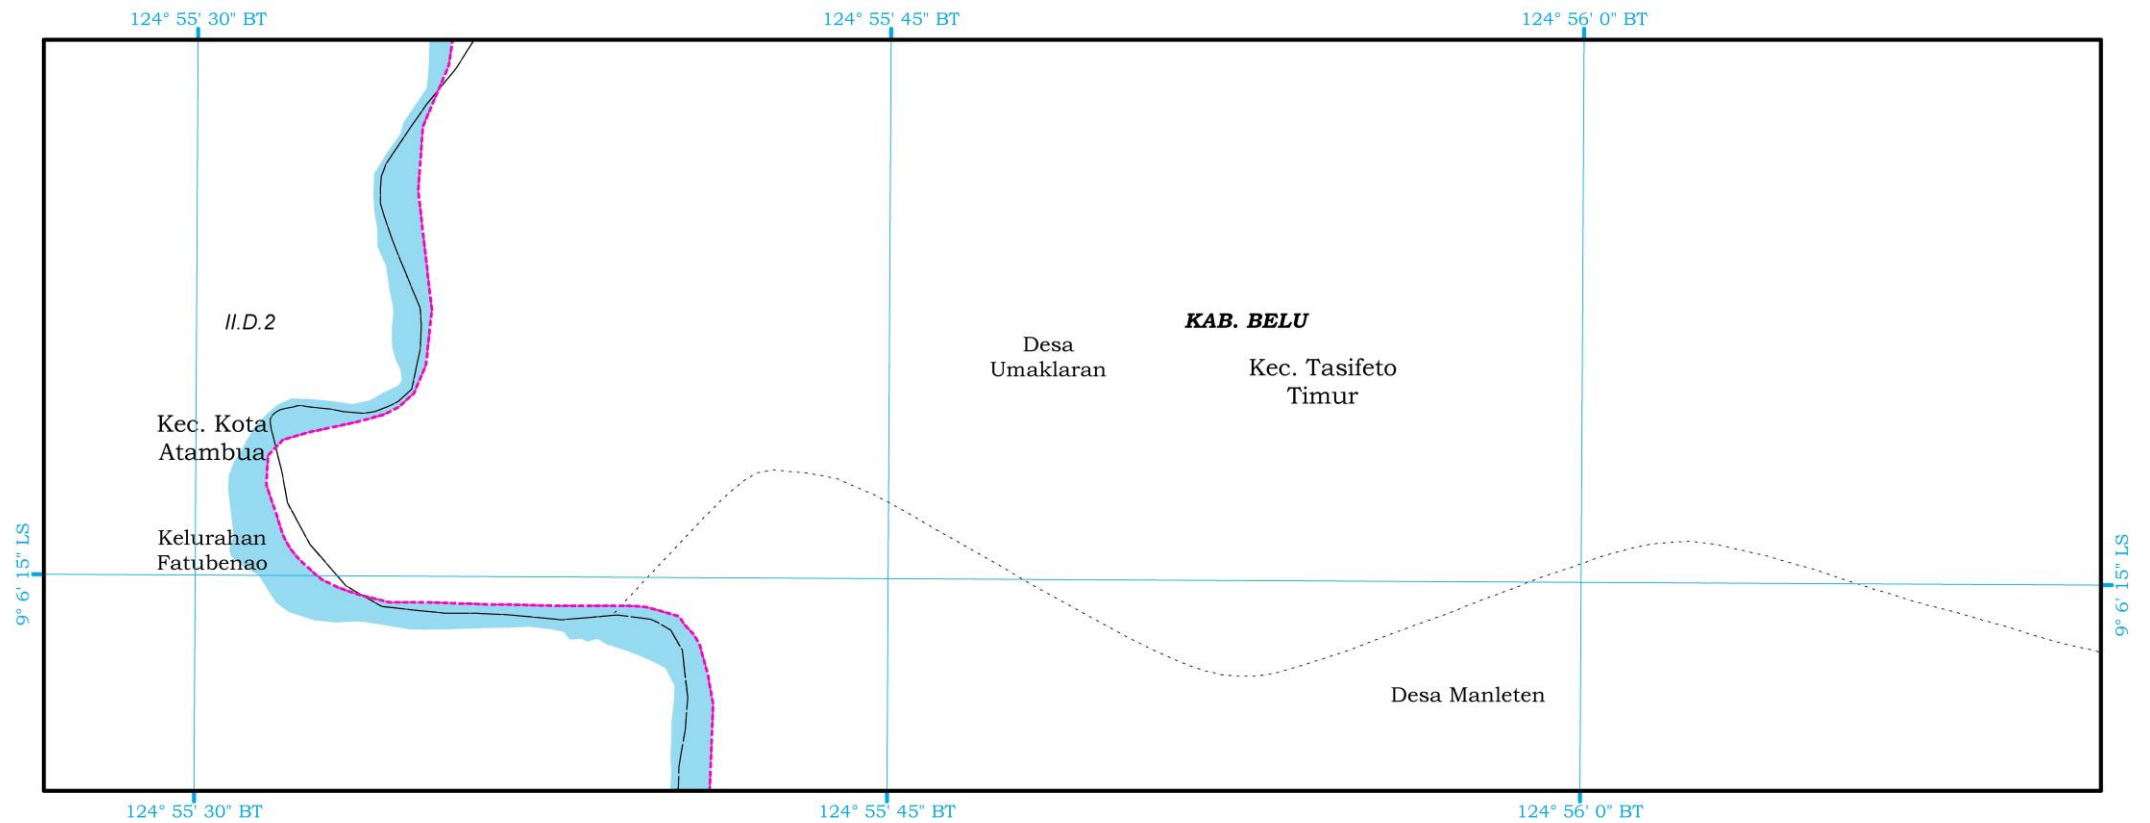 124° 55' 30" BT
124° 55' 45" BT
124° 56' 0" BT
II.D.2
KAB. BELU
Desa
Umaklaran
Kec. Tasifeto
Timur
Kec. Kota
Atambua
Kelurahan
Fatubenao
9° 6' 15" LS
9° 6' 15" LS
Desa Manleten
124° 55' 30" BT
124° 55' 45" BT
124° 56' 0" BT